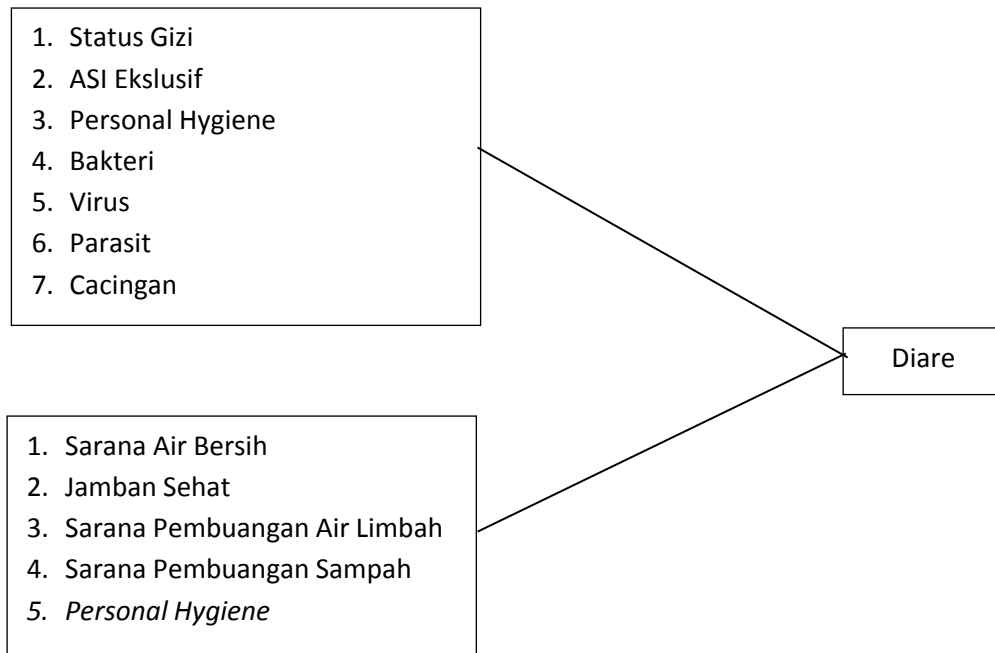 1. Status Gizi
2. ASI Ekslusif
3. Personal Hygiene
4. Bakteri
5. Virus
6. Parasit
7. Cacingan
Diare
1. Sarana Air Bersih
2. Jamban Sehat
3. Sarana Pembuangan Air Limbah
4. Sarana Pembuangan Sampah
5. Personal Hygiene